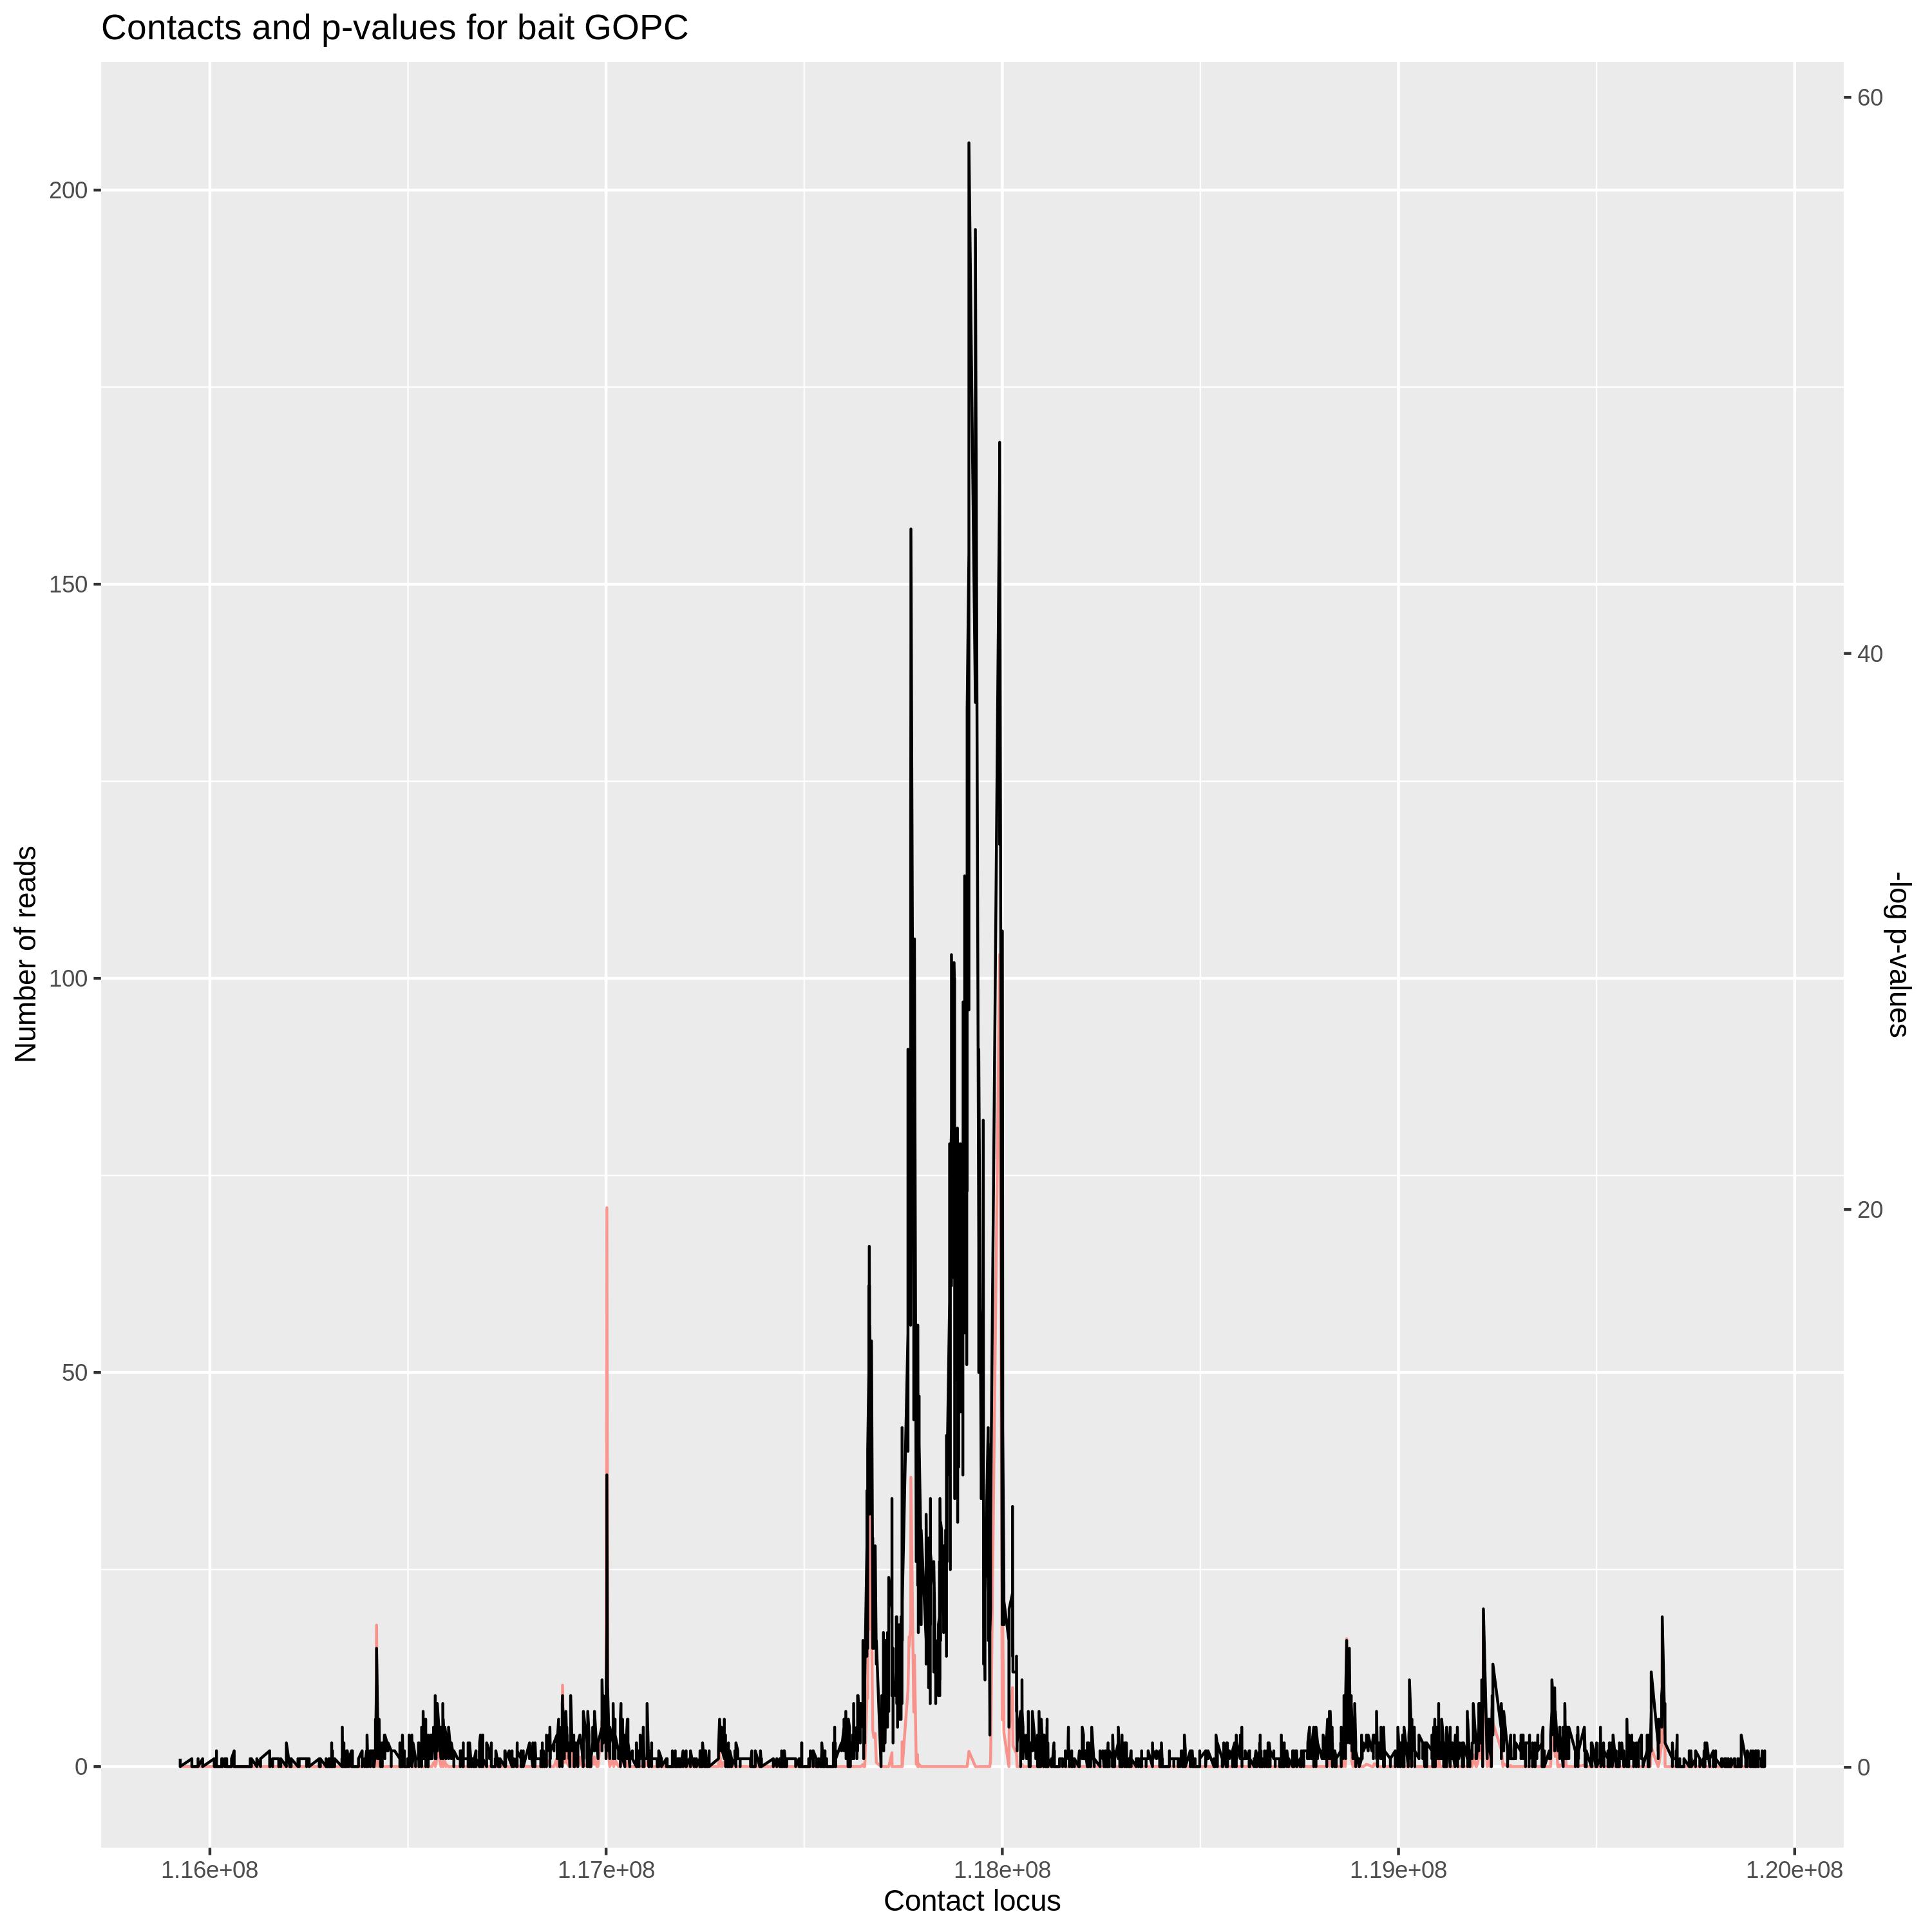 Contacts and p-values for bait GOPC
60
200
150
40
Number of reads
-log p-values
100
20
50
0
0
1.16e+08
1.17e+08
1.18e+08
1.19e+08
1.20e+08
Contact locus